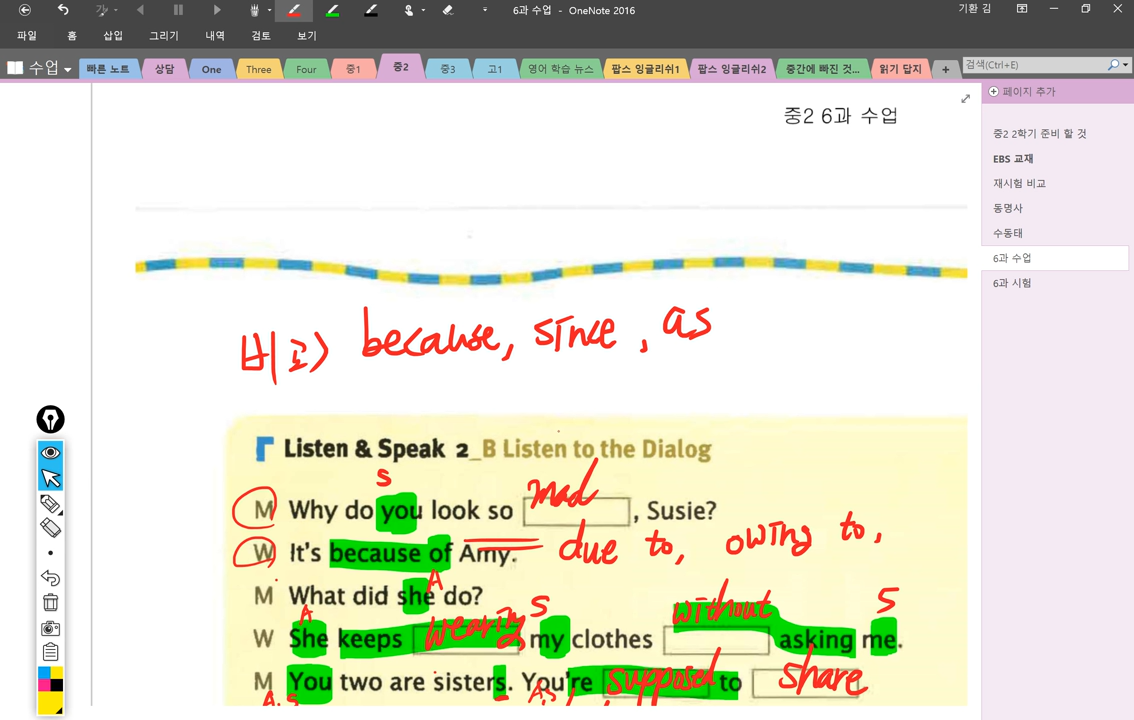 6과 수업 - OneNote 2016
기환 김
파일 홈 삽입 그리기 내역 검토 보기
수업 빠른 노트 상담 One Three Four 중1 중2 중3 고1 영어 학습 뉴스 팝스 잉글리쉬1 팝스 잉글리쉬2 중간에 빠진 것... 읽기 답지 + 검색(Ctrl+E)
페이지 추가
중2 6과 수업
중2 2학기 준비 할 것
EBS 교재
재시험 비교
동명사
수동태
6과 수업
6과 시험
비교> because, since, as
Listen & Speak 2_B Listen to the Dialog
S
M Why do you look so mad, Susie?
W It's because of Amy. due to, owing to,
A
M What did she do?
A S without S
W She keeps wearing my clothes asking me.
M You two are sisters. You're supposed to share
A.S A.S